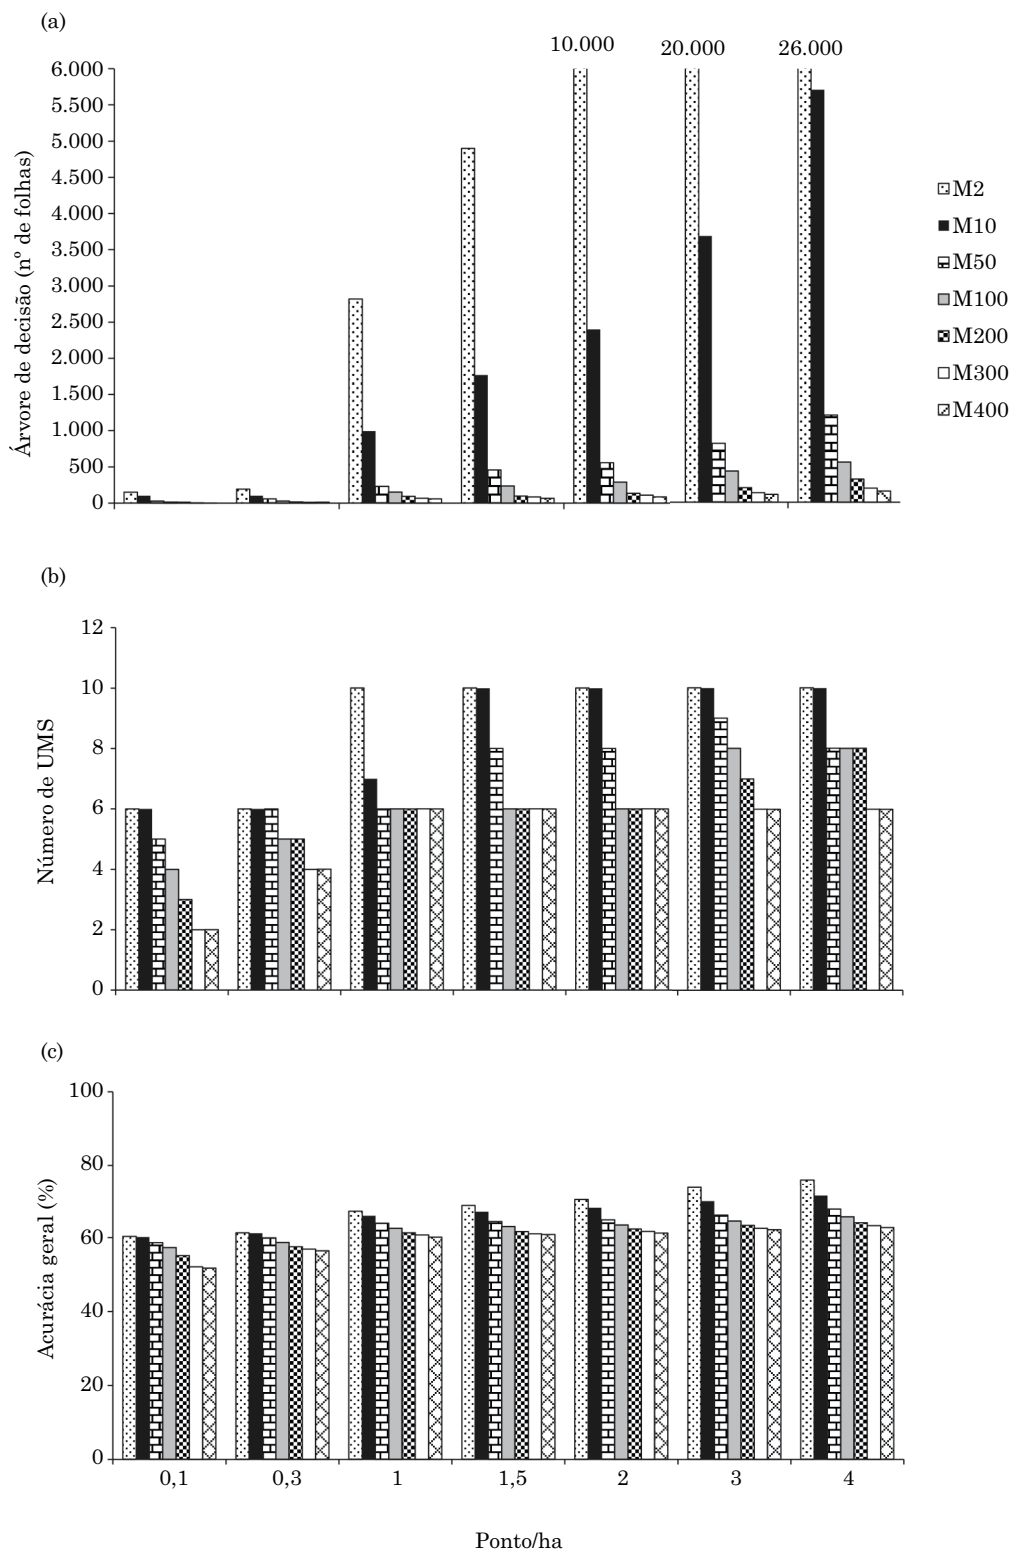 (a)
10.000 20.000 26.000
6.000
5.500
5.000
4.500
4.000
3.500
3.000
2.500
2.000
1.500
1.000
500
0
Árvore de decisão (nº de folhas)
M2
M10
M50
M100
M200
M300
M400
(b)
12
10
8
6
4
2
0
Número de UMS
(c)
100
80
60
40
20
0
Acurácia geral (%)
0,1 0,3 1 1,5 2 3 4
Ponto/ha